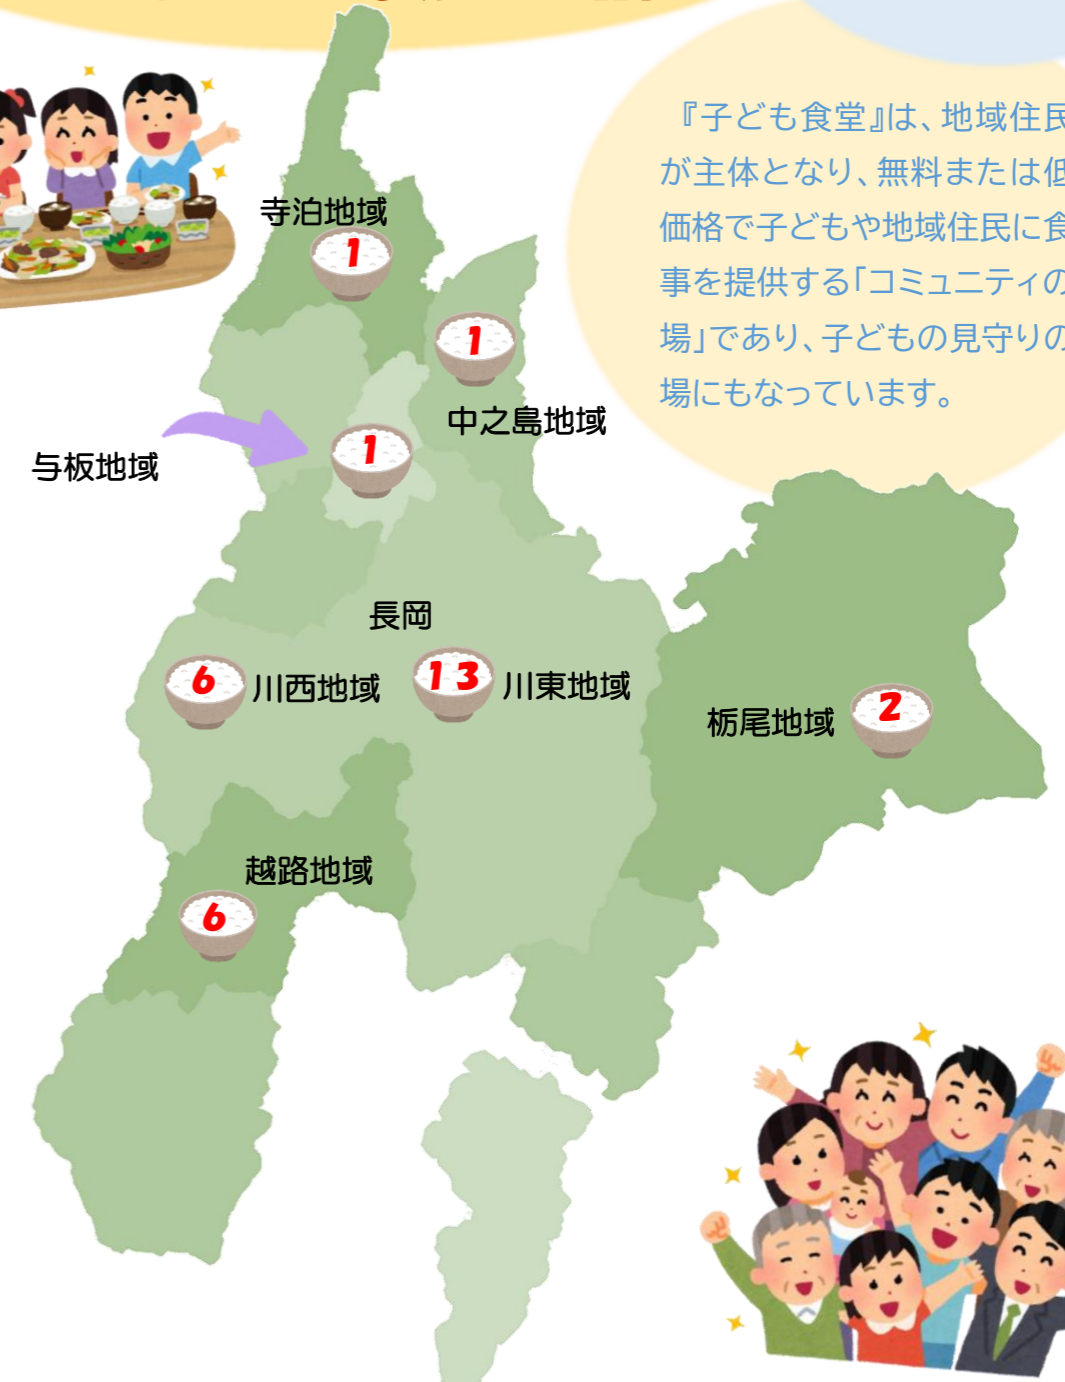 『子ども食堂』は、地域住民
が主体となり、無料または低
価格で子どもや地域住民に食
事を提供する「コミュニティの
場」であり、子どもの見守りの
場にもなっています。
寺泊地域
1
1
中之島地域
与板地域
1
長岡
6
川西地域
13
川東地域
栃尾地域
2
越路地域
6